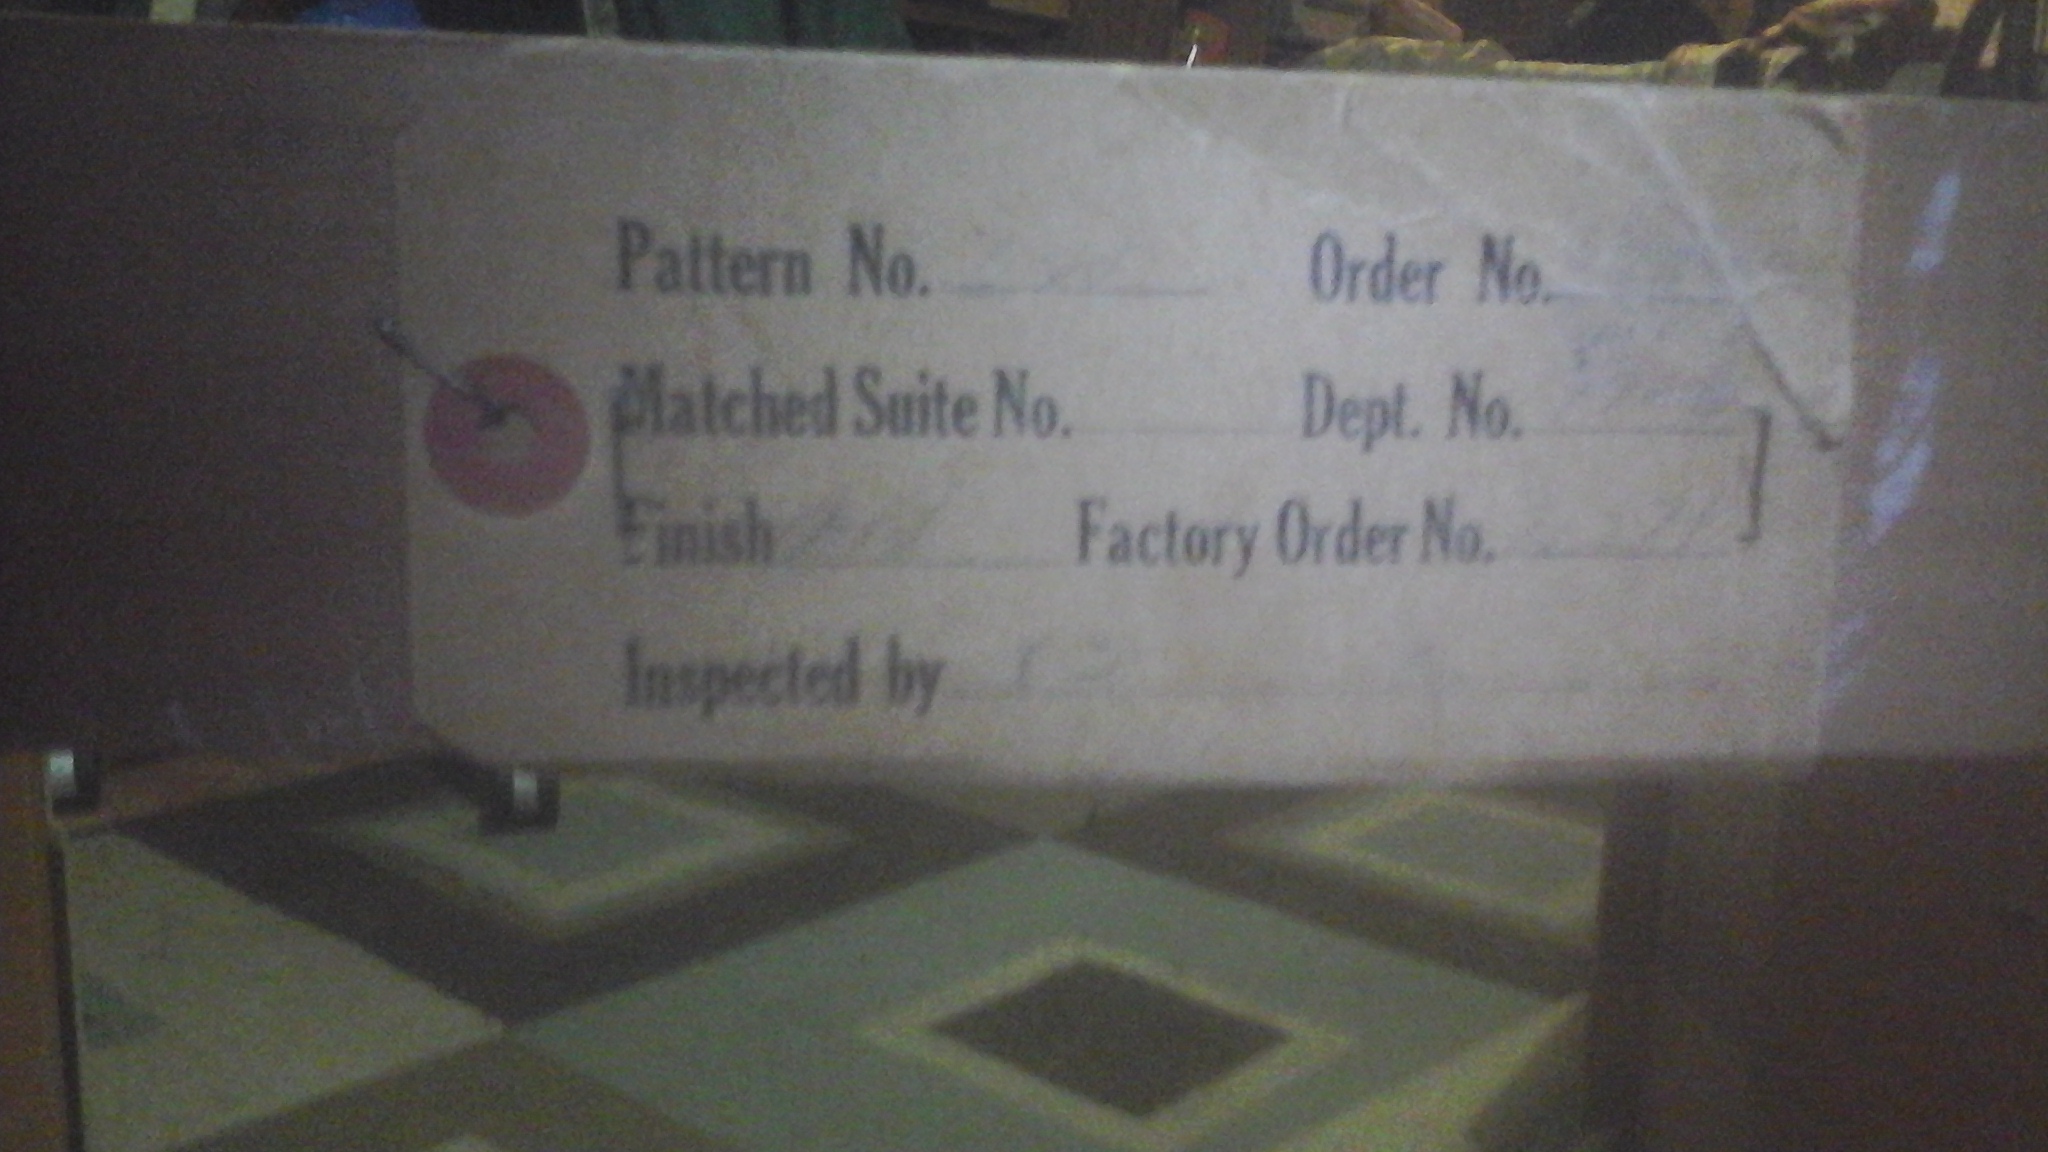 Pattern No. Order No.
Matched Suite No. Dept. No.
Finish Factory Order No.
Inspected by